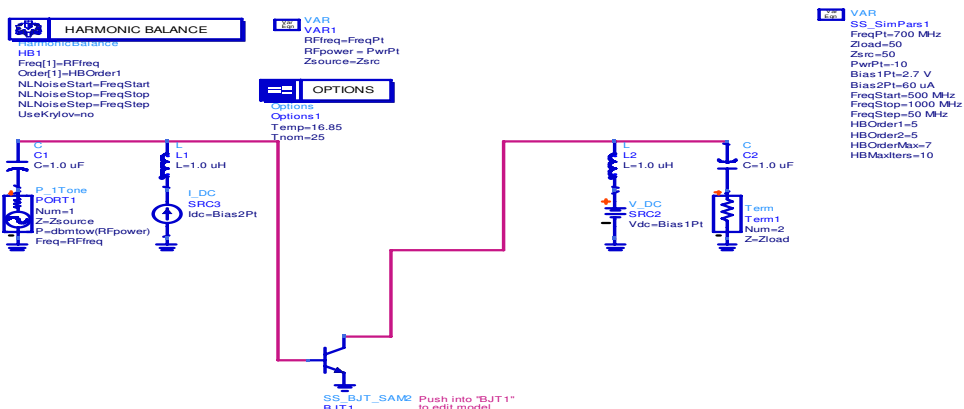 HARMONIC BALANCE
HarmonicBalance
HB1
Freq[1]=RFfreq
Order[1]=HBOrder1
NLNoiseStart=FreqStart
NLNoiseStop=FreqStop
NLNoiseStep=FreqStep
UseKrylov=no
Var
Eqn
VAR
VAR1
RFfreq=FreqPt
RFpower = PwrPt
Zsource=Zsrc
OPTIONS
Options
Options1
Temp=16.85
Tnom=25
Var
Eqn
VAR
SS_SimPars1
FreqPt=700 MHz
Zload=50
Zsrc=50
PwrPt=-10
Bias1Pt=2.7 V
Bias2Pt=60 uA
FreqStart=500 MHz
FreqStop=1000 MHz
FreqStep=50 MHz
HBOrder1=5
HBOrder2=5
HBOrderMax=7
HBMaxIters=10
C
C1
C=1.0 uF
L
L1
L=1.0 uH
L
L2
L=1.0 uH
C
C2
C=1.0 uF
P_1Tone
PORT1
Num=1
Z=Zsource
P=dbmtow(RFpower)
Freq=RFfreq
I_DC
SRC3
Idc=Bias2Pt
V_DC
SRC2
Vdc=Bias1Pt
Term
Term1
Num=2
Z=Zload
SS_BJT_SAM2
BJT1
Push into "BJT1"
to edit model